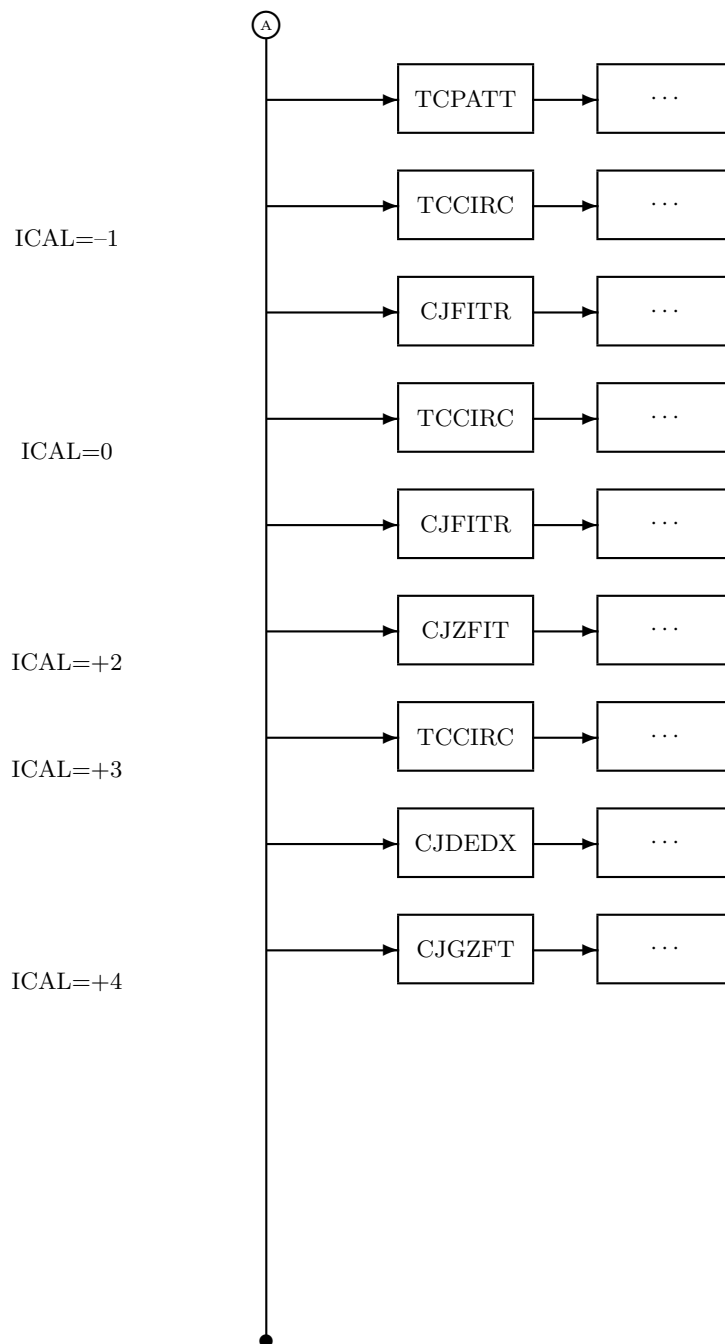 A
TCPATT ···
TCCIRC ···
ICAL=–1
CJFITR ···
TCCIRC ···
ICAL=0
CJFITR ···
CJZFIT ···
ICAL=+2
TCCIRC ···
ICAL=+3
CJDEDX ···
CJGZFT ···
ICAL=+4